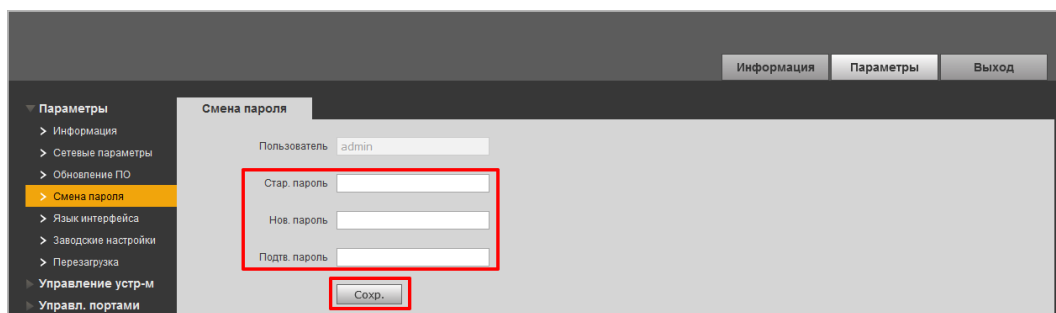 Информация Параметры Выход
Параметры
Информация
Сетевые параметры
Обновление ПО
Смена пароля
Язык интерфейса
Заводские настройки
Перезагрузка
Управление устр-м
Управл. портами
Смена пароля
Пользователь admin
Стар. пароль
Нов. пароль
Подтв. пароль
Сохр.